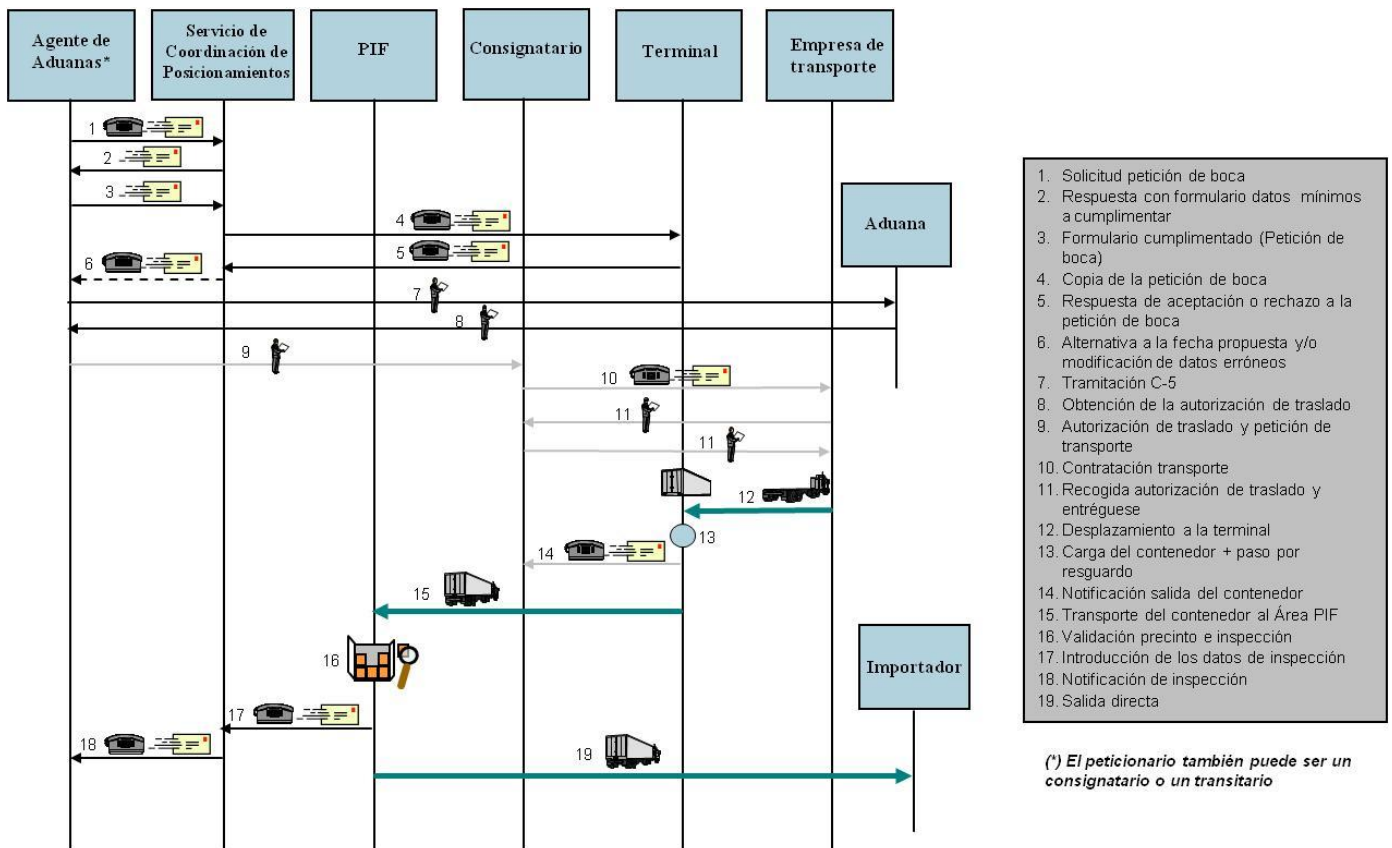 Agente de
Aduanas*
Servicio de
Coordinación de
Posicionamientos
PIF
Consignatario
Terminal
Empresa de
transporte
1
2
3
4
5
6
Aduana
7
8
9
10
11
11
12
13
14
15
16
Importador
17
18
19
1. Solicitud petición de boca
2. Respuesta con formulario datos mínimos
a cumplimentar
3. Formulario cumplimentado (Petición de
boca)
4. Copia de la petición de boca
5. Respuesta de aceptación o rechazo a la
petición de boca
6. Alternativa a la fecha propuesta y/o
modificación de datos erróneos
7. Tramitación C-5
8. Obtención de la autorización de traslado
9. Autorización de traslado y petición de
transporte
10. Contratación transporte
11. Recogida autorización de traslado y
entréguese
12. Desplazamiento a la terminal
13. Carga del contenedor + paso por
resguardo
14. Notificación salida del contenedor
15. Transporte del contenedor al Área PIF
16. Validación precinto e inspección
17. Introducción de los datos de inspección
18. Notificación de inspección
19. Salida directa
(*) El peticionario también puede ser un
consignatario o un transitario